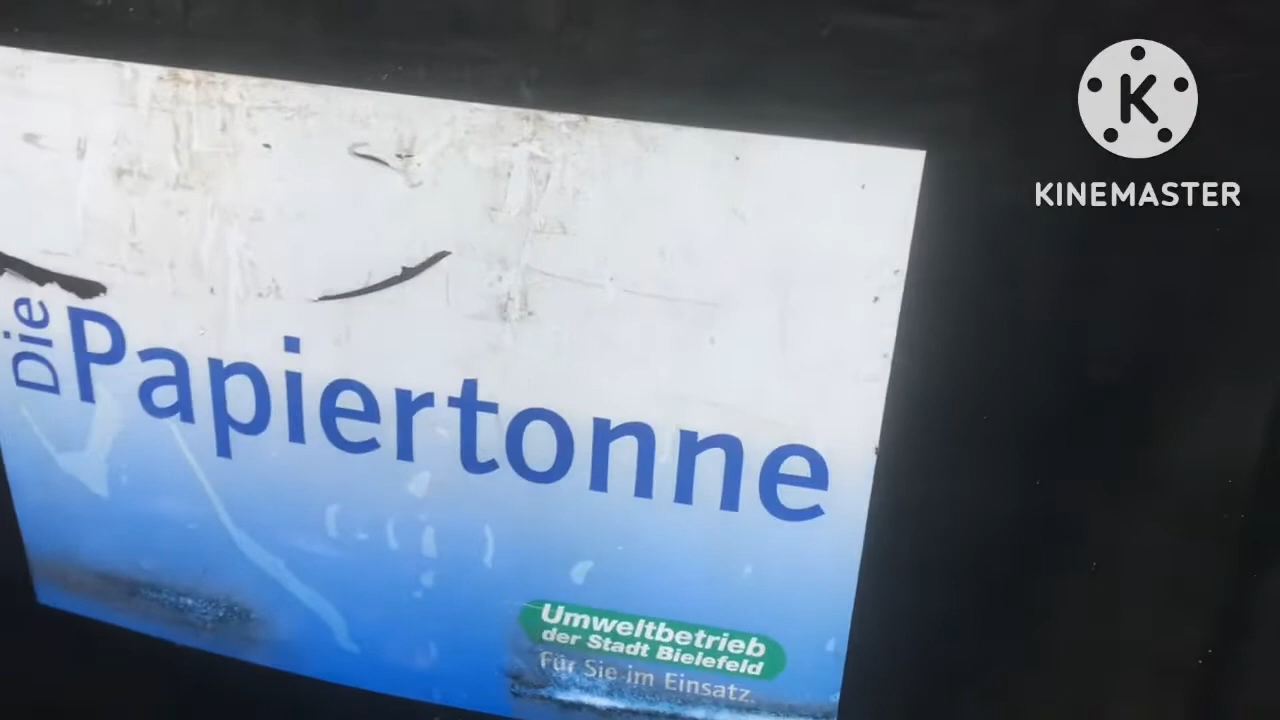 KINEMASTER
Die Papiertonne
Umweltbetrieb
der Stadt Bielefeld
Für Sie im Einsatz.